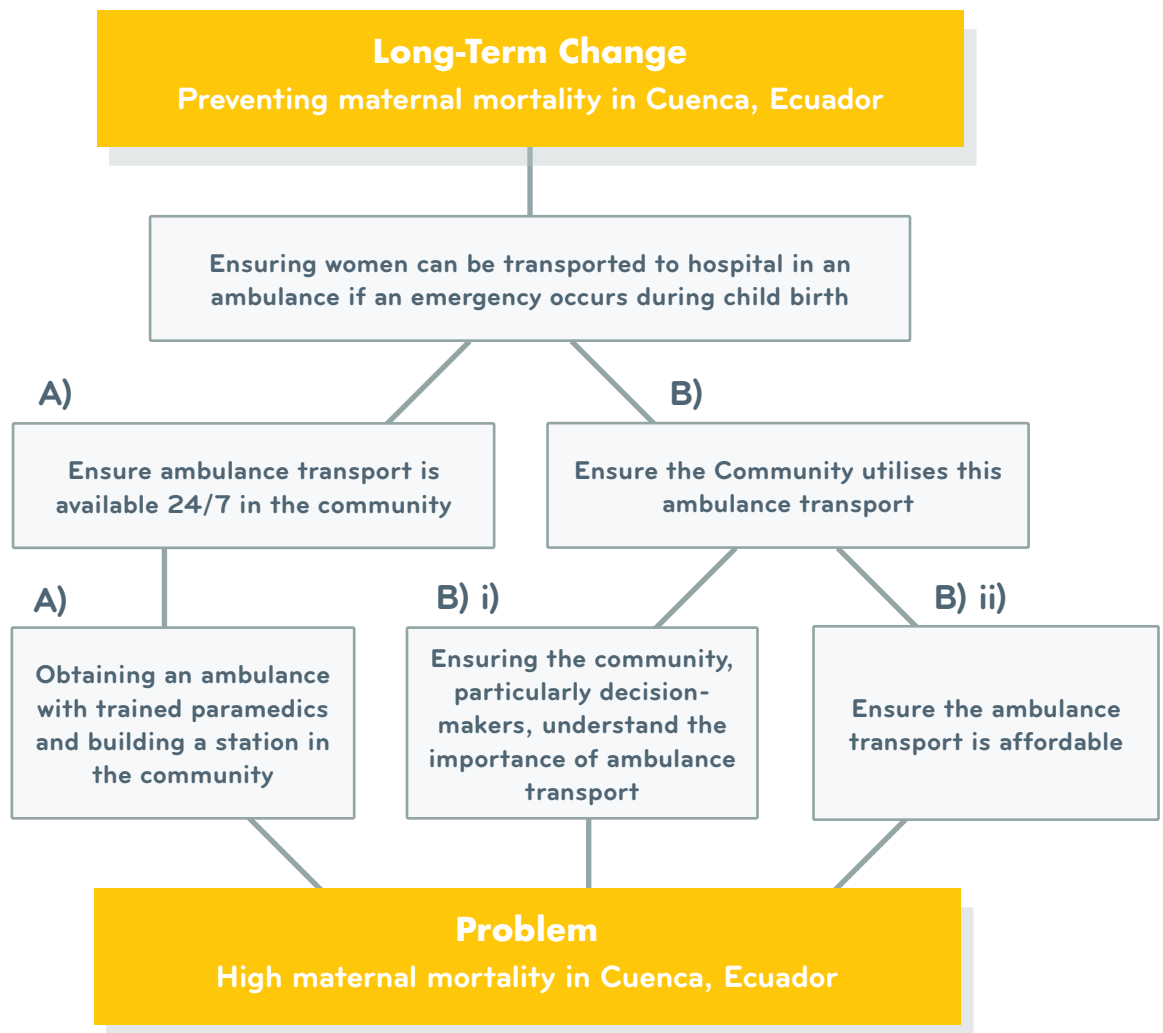 Long-Term Change
Preventing maternal mortality in Cuenca, Ecuador
Ensuring women can be transported to hospital in an
ambulance if an emergency occurs during child birth
A)
Ensure ambulance transport is
available 24/7 in the community
B)
Ensure the Community utilises this
ambulance transport
A)
Obtaining an ambulance
with trained paramedics
and building a station in
the community
B) i)
Ensuring the community,
particularly decision-
makers, understand the
importance of ambulance
transport
B) ii)
Ensure the ambulance
transport is affordable
Problem
High maternal mortality in Cuenca, Ecuador